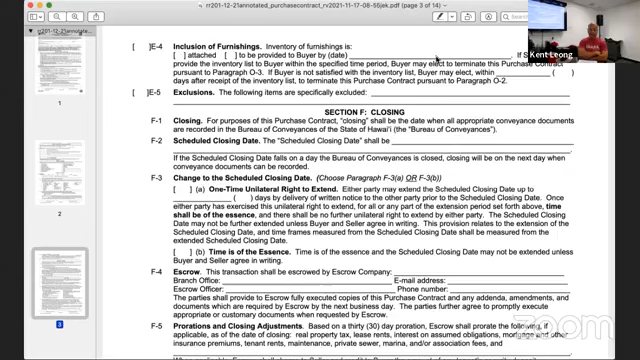 rr201-12-21annotated_purchasecontract_rv2021-11-17-08-55jek.pdf (page 3 of 14)
Search
Kent Leong
1
2
3
[ ]E-4 Inclusion of Furnishings. Inventory of furnishings is:
[ ] attached [ ] to be provided to Buyer by (date) . If S
provide the inventory list to Buyer within the specified time period, Buyer may elect to terminate this Purchase Contract
pursuant to Paragraph O-3. If Buyer is not satisfied with the inventory list, Buyer may elect, within ( )
days after receipt of the inventory list, to terminate this Purchase Contract pursuant to Paragraph O-2.
[ ]E-5 Exclusions. The following items are specifically excluded:
SECTION F: CLOSING
F-1 Closing. For purposes of this Purchase Contract, "closing" shall be the date when all appropriate conveyance documents
are recorded in the Bureau of Conveyances of the State of Hawai'i (the "Bureau of Conveyances").
F-2 Scheduled Closing Date. The "Scheduled Closing Date" shall be
If the Scheduled Closing Date falls on a day the Bureau of Conveyances is closed, closing will be on the next day when
conveyance documents can be recorded.
F-3 Change to the Scheduled Closing Date. (Choose Paragraph F-3(a) OR F-3(b))
[ ] (a) One-Time Unilateral Right to Extend. Either party may extend the Scheduled Closing Date up to
( ) days by delivery of written notice to the other party prior to the Scheduled Closing Date. Once
either party has exercised this unilateral right to extend, for all or any part of the extension period set forth above, time
shall be of the essence, and there shall be no further unilateral right to extend by either party. The Scheduled Closing
Date may not be further extended unless Buyer and Seller agree in writing. This provision relates to the extension of
the Scheduled Closing Date, and time frames measured from the Scheduled Closing Date shall be measured from the
extended Scheduled Closing Date.
[ ] (b) Time is of the Essence. Time is of the essence and the Scheduled Closing Date may not be extended unless
Buyer and Seller agree in writing.
F-4 Escrow. This transaction shall be escrowed by Escrow Company:
Branch Office: E-mail address:
Escrow Officer: Phone number:
The parties shall provide to Escrow fully executed copies of this Purchase Contract and any addenda, amendments, and
documents which are required by Escrow by the next business day. The parties further agree to promptly execute
appropriate or customary documents when requested by Escrow.
F-5 Prorations and Closing Adjustments. Based on a thirty (30) day proration, Escrow shall prorate the following, if
applicable, as of the date of closing: real property tax, lease rents, interest on assumed obligations, mortgage and other
insurance premiums, tenant rents, maintenance, private sewer, marina, and/or association fees, and
zoom